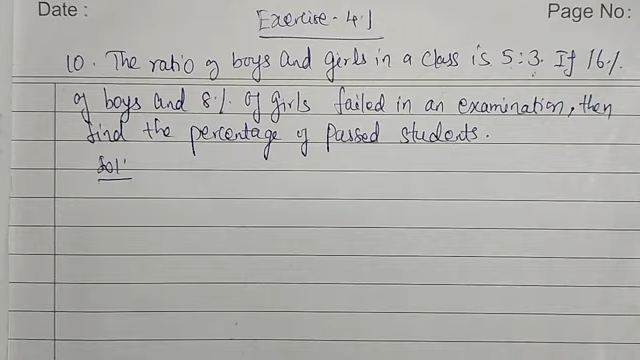 Date :
Page No:
Exercise - 4.1
10. The ratio of boys and girls in a class is 5:3. If 16%
of boys and 8% of girls failed in an examination, then
find the percentage of passed students.
Sol: